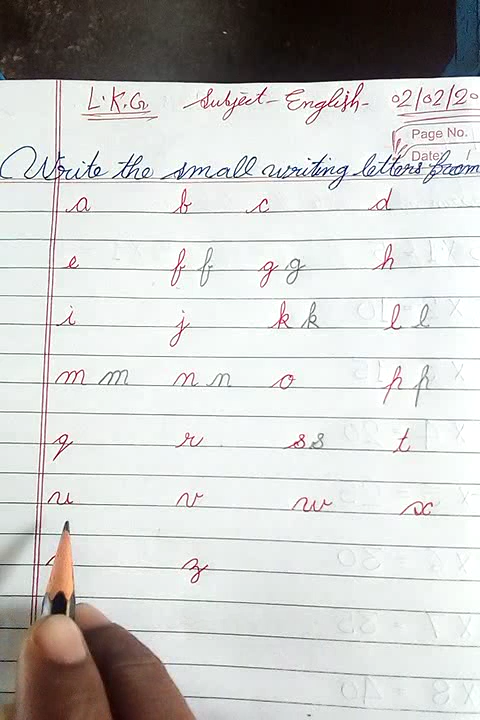 L.K.G. Subject - English - 02/02/20
Page No.
Date: /
Write the small writing letters from
a b c d
e f f g g h
i j k k l l
m m n n o p p
q r s s t
u v w x
z